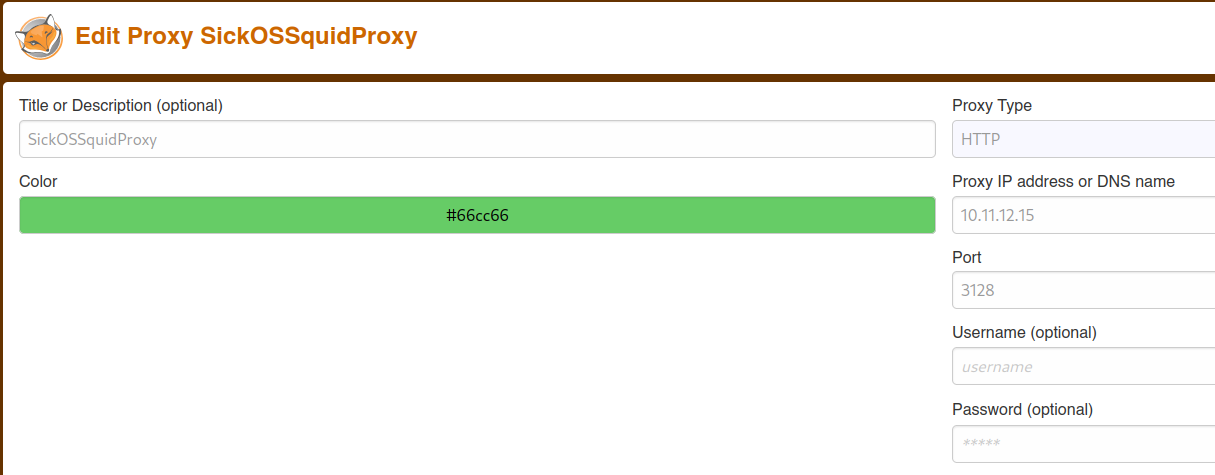 Edit Proxy SickOSSquidProxy
Title or Description (optional)
SickOSSquidProxy
Color
#66cc66
Proxy Type
HTTP
Proxy IP address or DNS name
10.11.12.15
Port
3128
Username (optional)
username
Password (optional)
*****